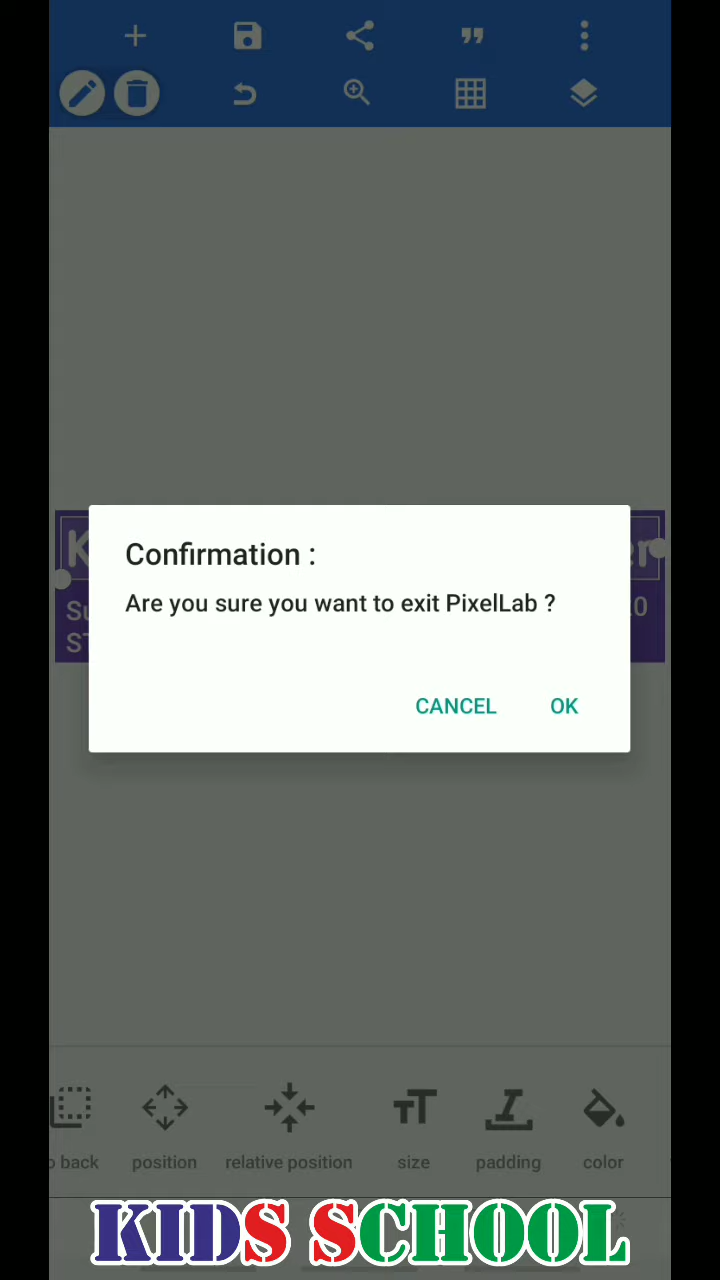 Confirmation :
Are you sure you want to exit PixelLab ?
CANCEL OK
back
position
relative position
size
padding
color
KIDS SCHOOL